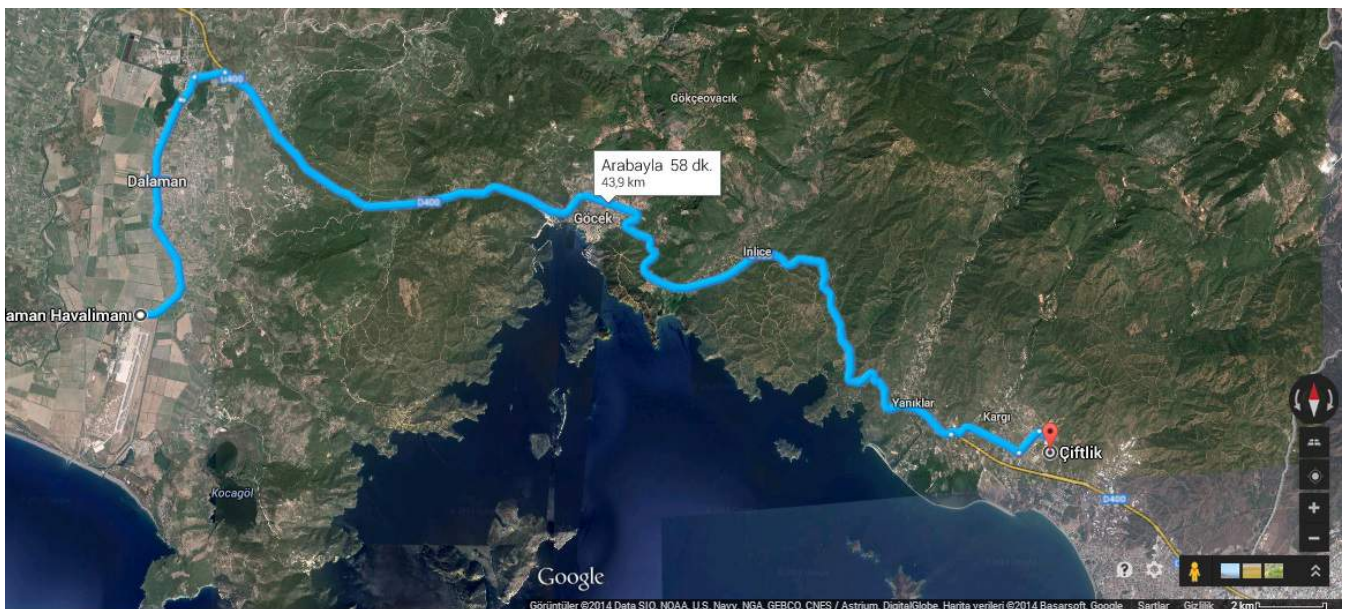 D400
Gökçeovacık
Arabayla 58 dk.
43,9 km
Dalaman
D400
Göcek
İnlice
aman Havalimanı
Yanıklar
Kargı
Çiftlik
Kocagöl
D400
Google
Görüntüler ©2014 Data SIO, NOAA, U.S. Navy, NGA, GEBCO, CNES / Astrium, DigitalGlobe, Harita verileri ©2014 Basarsoft, Google Şartlar Gizlilik 2 km